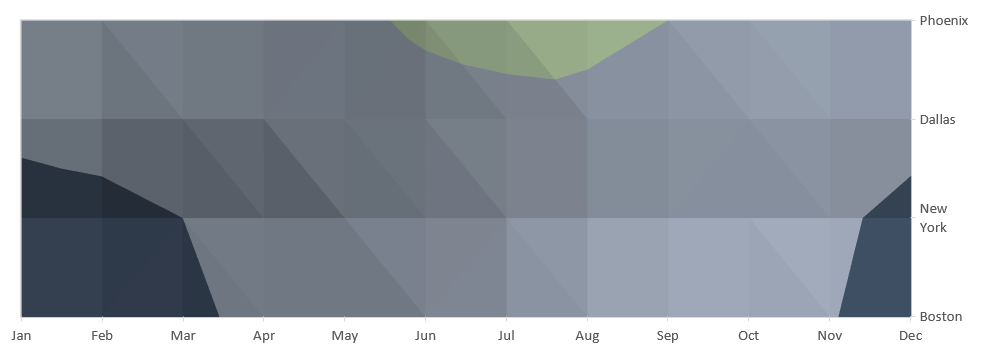 Phoenix
Dallas
New
York
Boston
Jan Feb Mar Apr May Jun Jul Aug Sep Oct Nov Dec